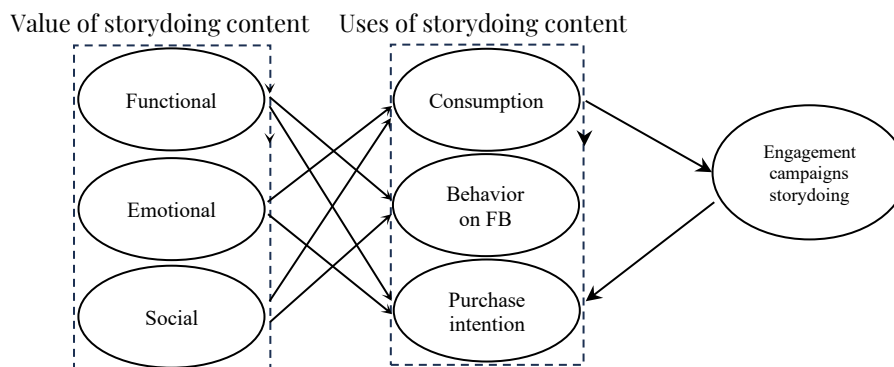 Value of storydoing content
Uses of storydoing content
Functional
Consumption
Engagement
campaigns
storydoing
Emotional
Behavior
on FB
Social
Purchase
intention